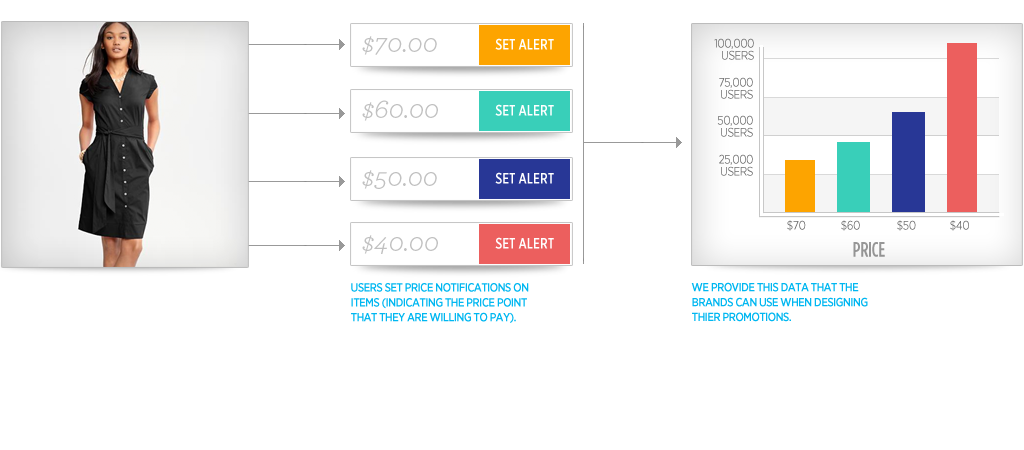 $70.00 SET ALERT
$60.00 SET ALERT
$50.00 SET ALERT
$40.00 SET ALERT
USERS SET PRICE NOTIFICATIONS ON
ITEMS (INDICATING THE PRICE POINT
THAT THEY ARE WILLING TO PAY).
100,000
USERS
75,000
USERS
50,000
USERS
25,000
USERS
$70 $60 $50 $40
PRICE
WE PROVIDE THIS DATA THAT THE
BRANDS CAN USE WHEN DESIGNING
THIER PROMOTIONS.